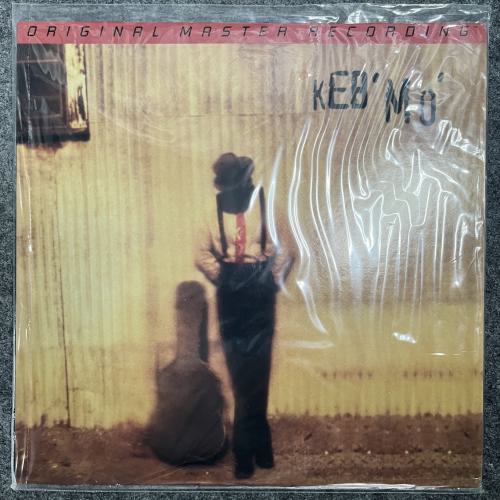 ORIGINAL MASTER RECORDING
KEB' MO'